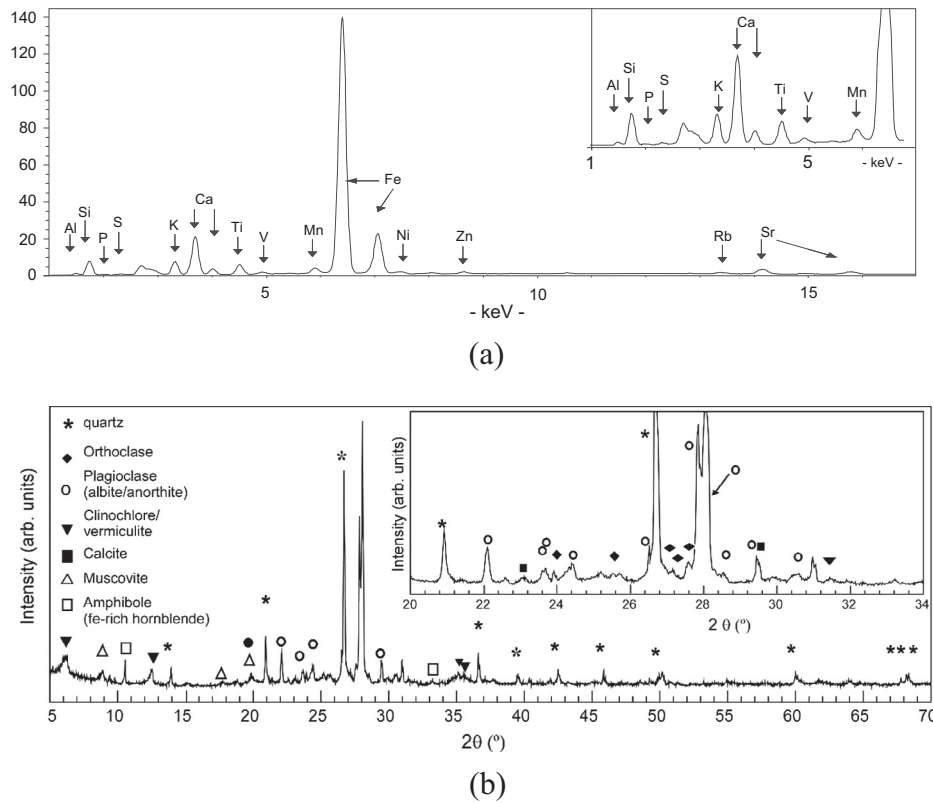 140
120
100
80
60
40
20
0
Al Si P S K Ca Ti V Mn Fe Ni Zn Rb Sr
5 10 15
- keV -
Al Si P S K Ca Ti V Mn
1 5
- keV -
(a)
Intensity (arb. units)
* quartz
Orthoclase
Plagioclase
(albite/anorthite)
Clinochlore/
vermiculite
Calcite
Muscovite
Amphibole
(fe-rich hornblende)
5 10 15 20 25 30 35 40 45 50 55 60 65 70
2θ (º)
Intensity (arb. units)
20 22 24 26 28 30 32 34
2 θ (º)
(b)